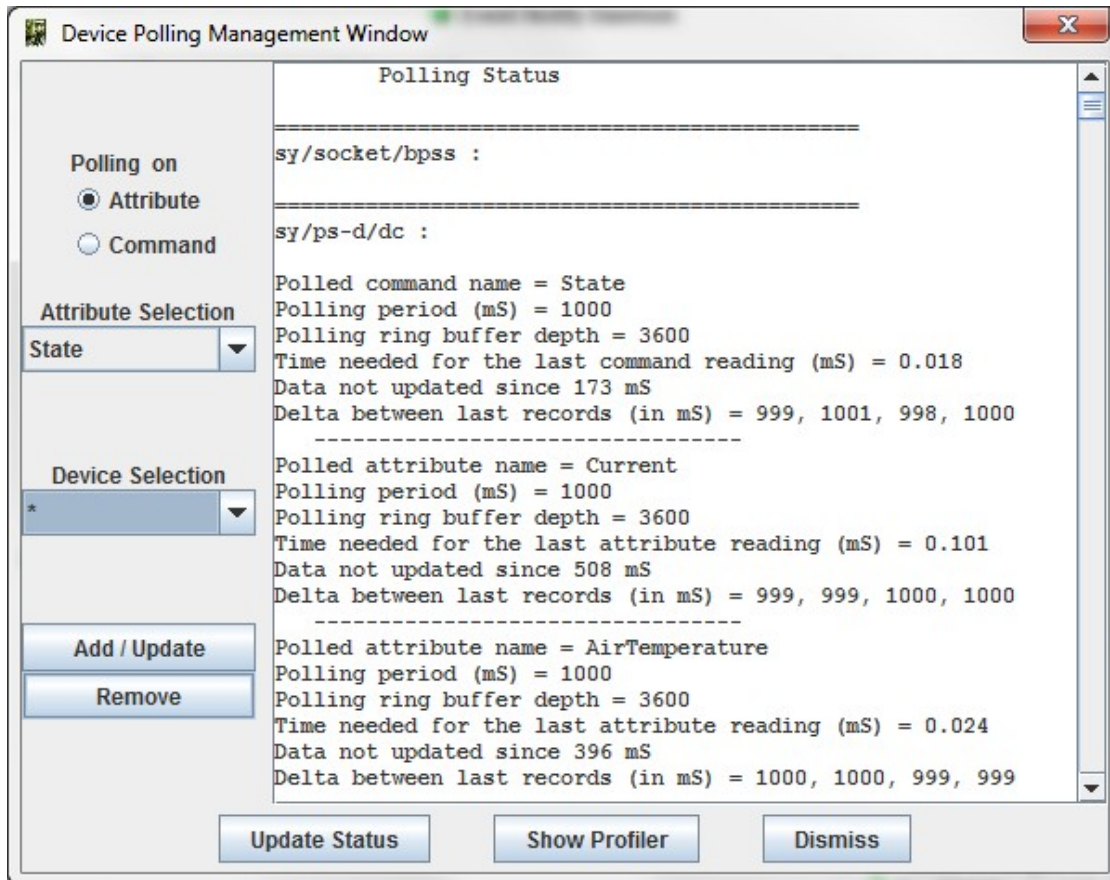 Device Polling Management Window
Polling on
Attribute
Command
Attribute Selection
State
Device Selection
*
Add / Update
Remove
Polling Status
=============================================
sy/socket/bpss :
=============================================
sy/ps-d/dc :
Polled command name = State
Polling period (mS) = 1000
Polling ring buffer depth = 3600
Time needed for the last command reading (mS) = 0.018
Data not updated since 173 mS
Delta between last records (in mS) = 999, 1001, 998, 1000
---------------------------------
Polled attribute name = Current
Polling period (mS) = 1000
Polling ring buffer depth = 3600
Time needed for the last attribute reading (mS) = 0.101
Data not updated since 508 mS
Delta between last records (in mS) = 999, 999, 1000, 1000
---------------------------------
Polled attribute name = AirTemperature
Polling period (mS) = 1000
Polling ring buffer depth = 3600
Time needed for the last attribute reading (mS) = 0.024
Data not updated since 396 mS
Delta between last records (in mS) = 1000, 1000, 999, 999
Update Status
Show Profiler
Dismiss